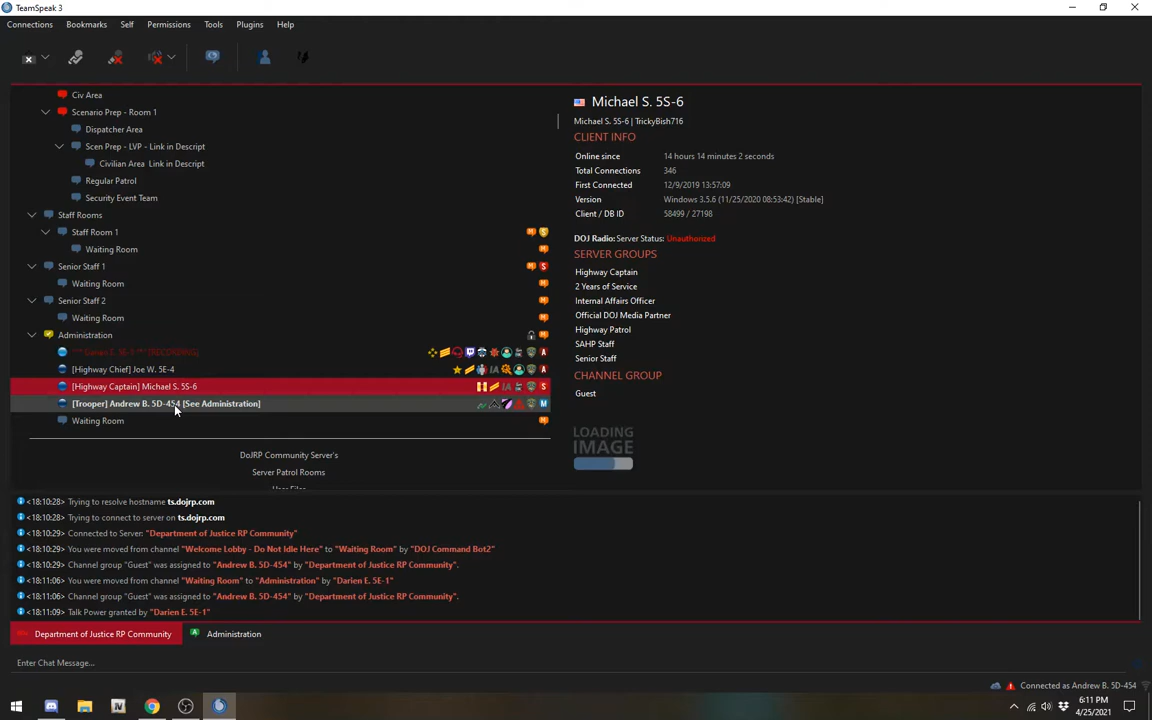 TeamSpeak 3
Connections Bookmarks Self Permissions Tools Plugins Help
Civ Area
Scenario Prep - Room 1
Dispatcher Area
Scen Prep - LVP - Link in Descript
Civilian Area Link in Descript
Regular Patrol
Security Event Team
Staff Rooms
Staff Room 1
Waiting Room
Senior Staff 1
Waiting Room
Senior Staff 2
Waiting Room
Administration
[Highway Chief] Joe W. 5E-4
[Highway Captain] Michael S. 5S-6
[Trooper] Andrew B. 5D-454 [See Administration]
Waiting Room
DoJRP Community Server's
Server Patrol Rooms
Michael S. 5S-6
Michael S. 5S-6 | TrickyBish716
CLIENT INFO
Online since 14 hours 14 minutes 2 seconds
Total Connections 346
First Connected 12/9/2019 13:57:09
Version Windows 3.5.6 (11/25/2020 08:53:42) [Stable]
Client / DB ID 58499 / 27198
DOJ Radio: Server Status: Unauthorized
SERVER GROUPS
Highway Captain
2 Years of Service
Internal Affairs Officer
Official DOJ Media Partner
Highway Patrol
SAHP Staff
Senior Staff
CHANNEL GROUP
Guest
LOADING
IMAGE
<18:10:28> Trying to resolve hostname ts.dojrp.com
<18:10:28> Trying to connect to server on ts.dojrp.com
<18:10:29> Connected to Server: "Department of Justice RP Community"
<18:10:29> You were moved from channel "Welcome Lobby - Do Not Idle Here" to "Waiting Room" by "DOJ Command Bot2"
<18:10:29> Channel group "Guest" was assigned to "Andrew B. 5D-454" by "Department of Justice RP Community".
<18:11:06> You were moved from channel "Waiting Room" to "Administration" by "Darien E. 5E-1"
<18:11:06> Channel group "Guest" was assigned to "Andrew B. 5D-454" by "Department of Justice RP Community".
<18:11:09> Talk Power granted by "Darien E. 5E-1"
Department of Justice RP Community Administration
Enter Chat Message...
Connected as Andrew B. 5D-454
6:11 PM
4/25/2021